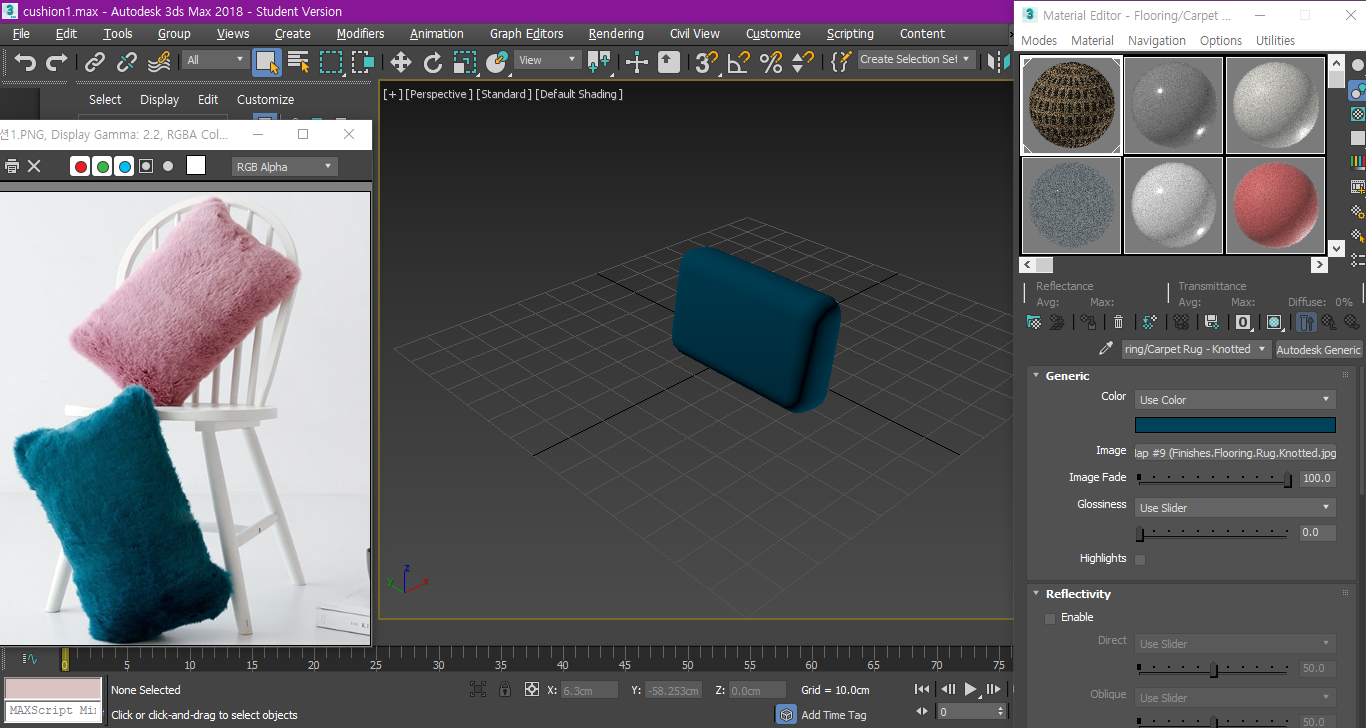 cushion1.max - Autodesk 3ds Max 2018 - Student Version
File Edit Tools Group Views Create Modifiers Animation Graph Editors Rendering Civil View Customize Scripting Content
All View Create Selection Set
Select Display Edit Customize
션1.PNG, Display Gamma: 2.2, RGBA Col...
RGB Alpha
[+] [Perspective ] [Standard ] [Default Shading ]
z
x
y
Material Editor - Flooring/Carpet ...
Modes Material Navigation Options Utilities
Reflectance Transmittance
Avg: Max: Avg: Max: Diffuse: 0%
ring/Carpet Rug - Knotted Autodesk Generic
Generic
Color Use Color
Image lap #9 (Finishes.Flooring.Rug.Knotted.jpg
Image Fade 100.0
Glossiness Use Slider
0.0
Highlights
Reflectivity
Enable
Direct Use Slider
50.0
Oblique Use Slider
50.0
0 5 10 15 20 25 30 35 40 45 50 55 60 65 70 75
None Selected X: 6.3cm Y: -58.253cm Z: 0.0cm Grid = 10.0cm
MAXScript Mi Click or click-and-drag to select objects Add Time Tag 0